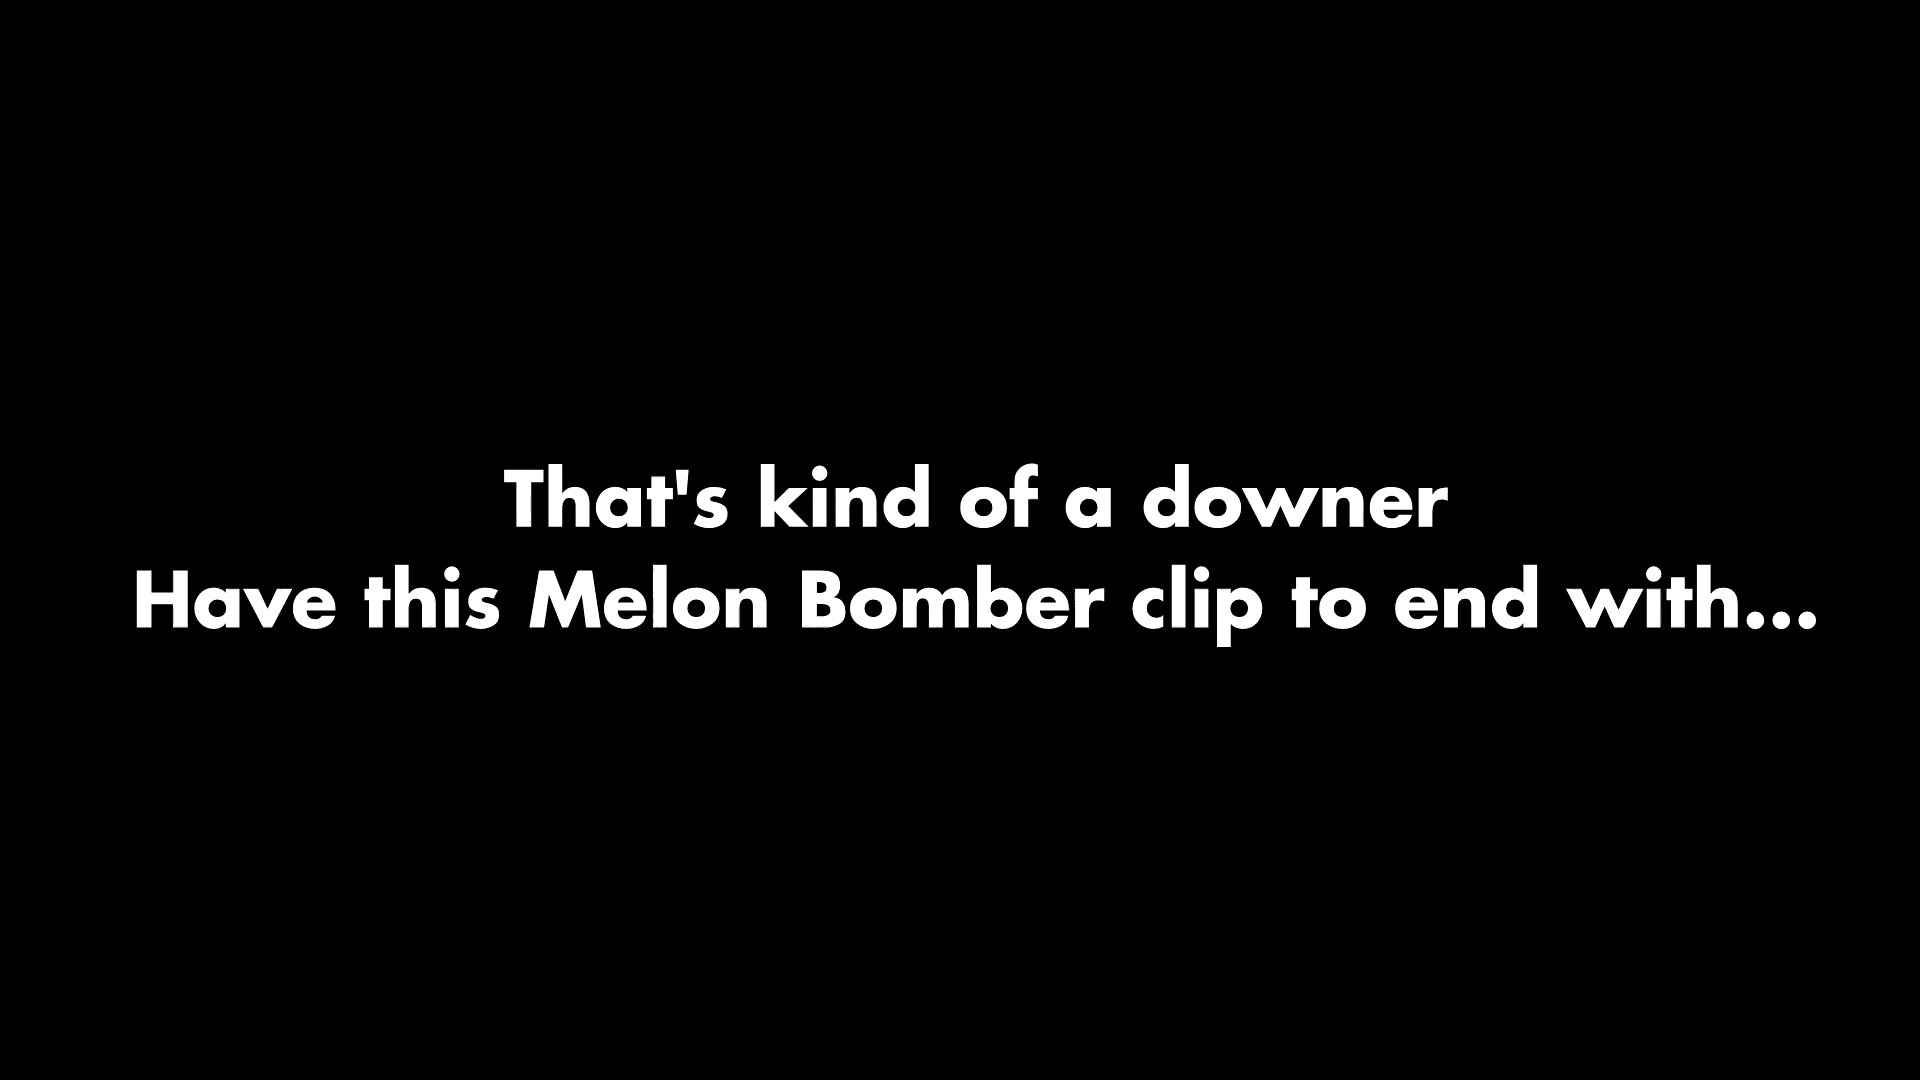 That's kind of a downer
Have this Melon Bomber clip to end with...